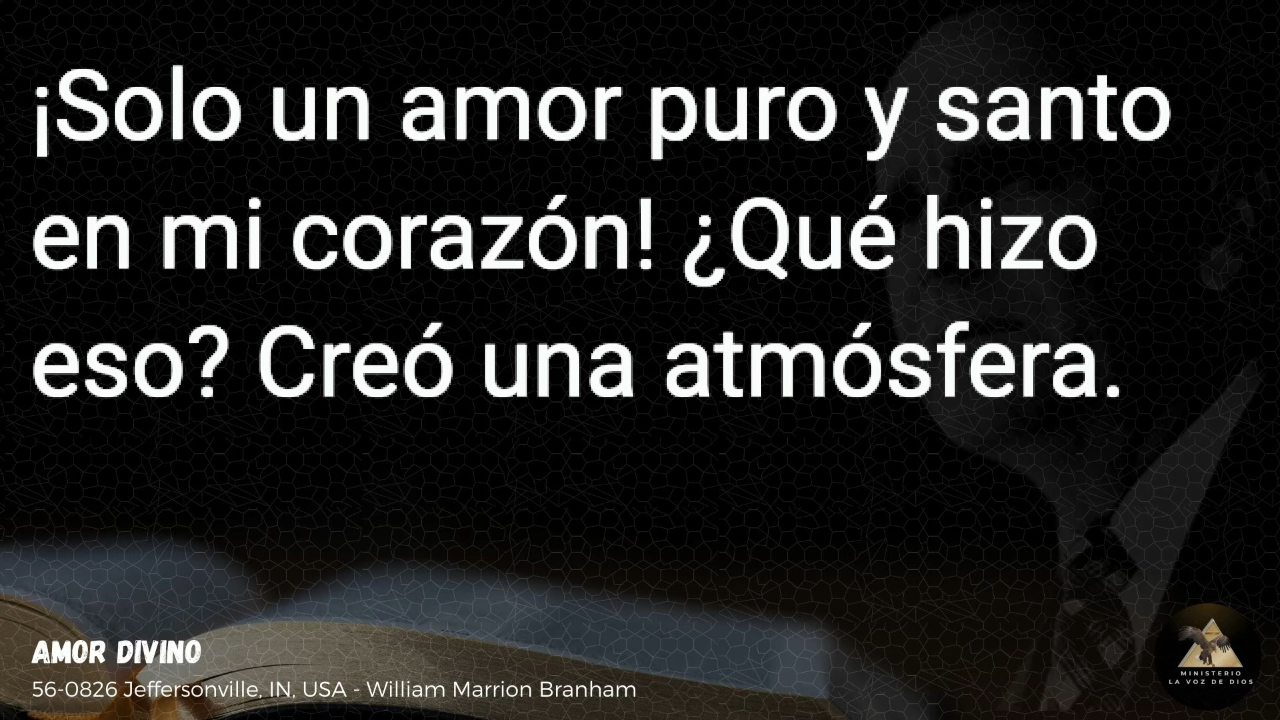 ¡Solo un amor puro y santo
en mi corazón! ¿Qué hizo
eso? Creó una atmósfera.
AMOR DIVINO
56-0826 Jeffersonville, IN, USA - William Marrion Branham
MINISTERIO
LA VOZ DE DIOS